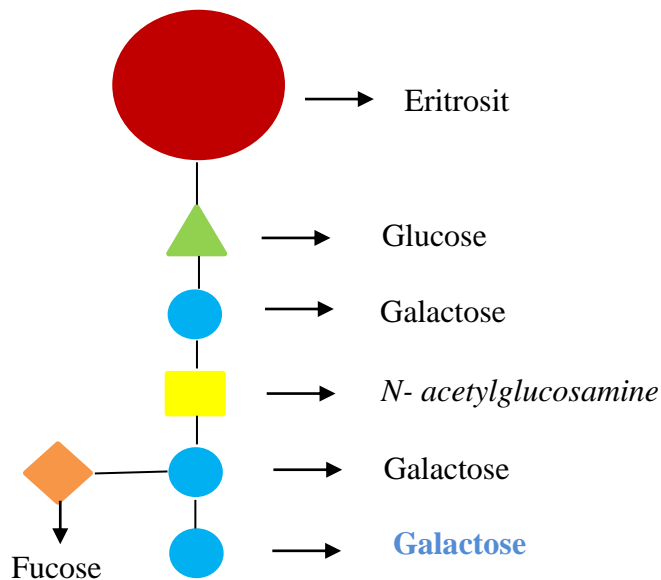 Eritrosit
Glucose
Galactose
N- acetylglucosamine
Galactose
Galactose
Fucose